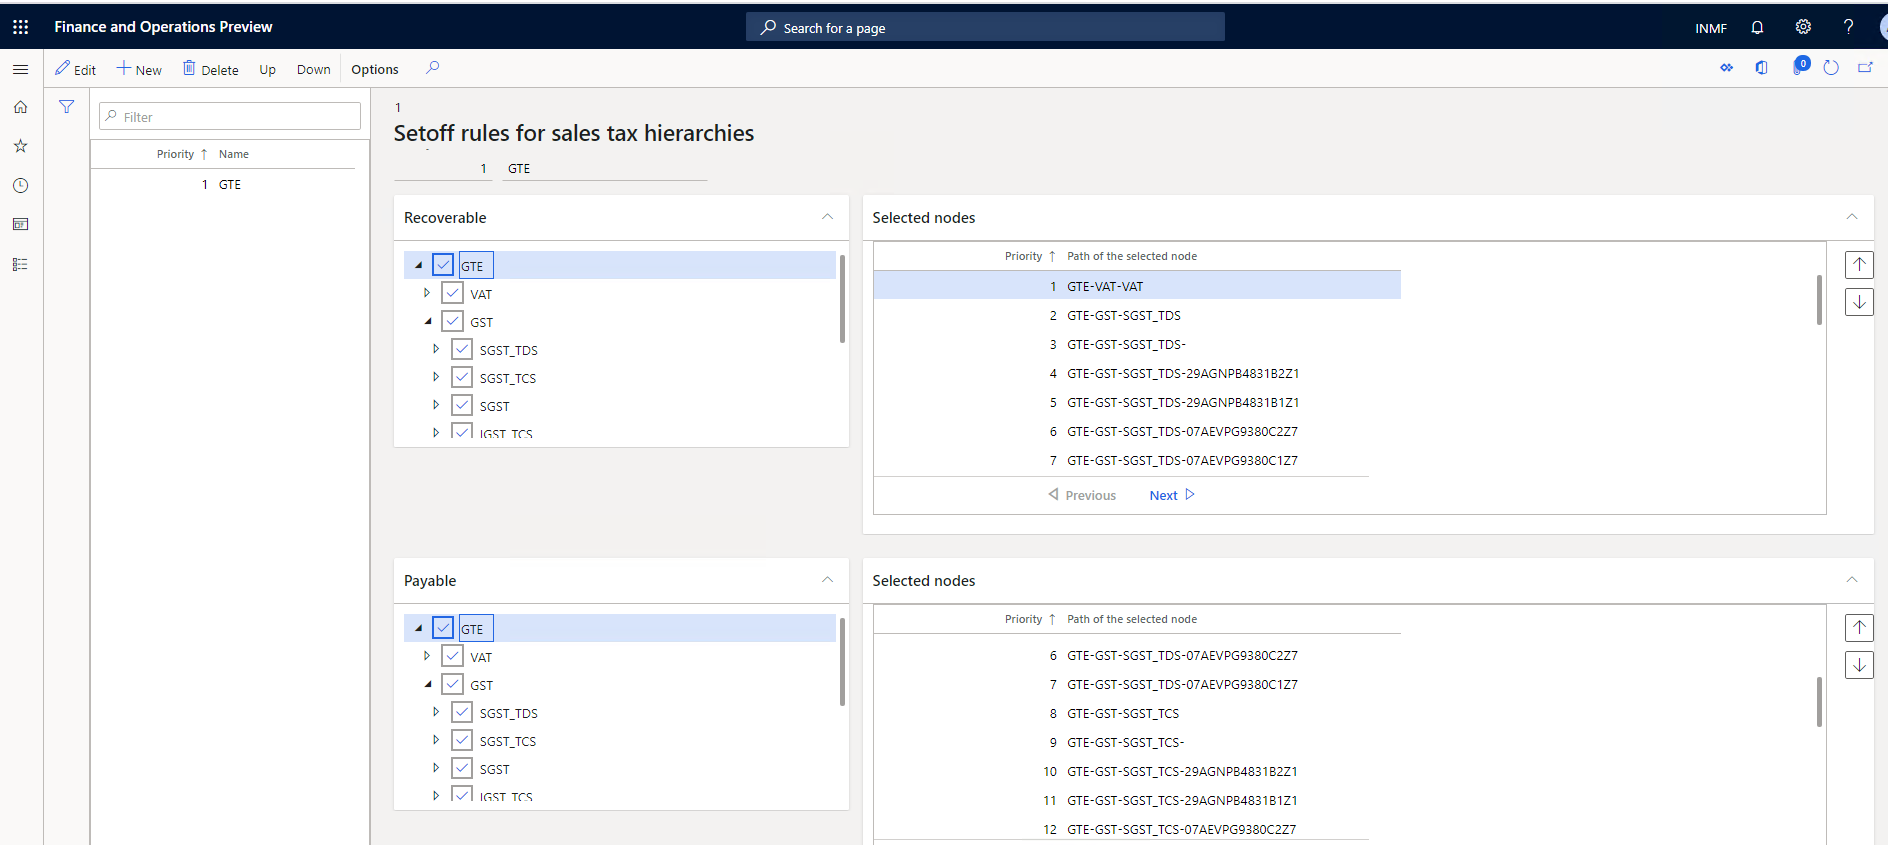 Finance and Operations Preview
Search for a page
INMF
?
Edit
New
Delete
Up
Down
Options
0
Filter
Priority ↑ Name
1 GTE
1
Setoff rules for sales tax hierarchies
1 GTE
Recoverable
GTE
VAT
GST
SGST_TDS
SGST_TCS
SGST
IGST_TCS
Selected nodes
Priority ↑ Path of the selected node
1 GTE-VAT-VAT
2 GTE-GST-SGST_TDS
3 GTE-GST-SGST_TDS-
4 GTE-GST-SGST_TDS-29AGNPB4831B2Z1
5 GTE-GST-SGST_TDS-29AGNPB4831B1Z1
6 GTE-GST-SGST_TDS-07AEVPG9380C2Z7
7 GTE-GST-SGST_TDS-07AEVPG9380C1Z7
Previous Next
Payable
GTE
VAT
GST
SGST_TDS
SGST_TCS
SGST
IGST_TCS
Selected nodes
Priority ↑ Path of the selected node
6 GTE-GST-SGST_TDS-07AEVPG9380C2Z7
7 GTE-GST-SGST_TDS-07AEVPG9380C1Z7
8 GTE-GST-SGST_TCS
9 GTE-GST-SGST_TCS-
10 GTE-GST-SGST_TCS-29AGNPB4831B2Z1
11 GTE-GST-SGST_TCS-29AGNPB4831B1Z1
12 GTE-GST-SGST_TCS-07AEVPG9380C2Z7